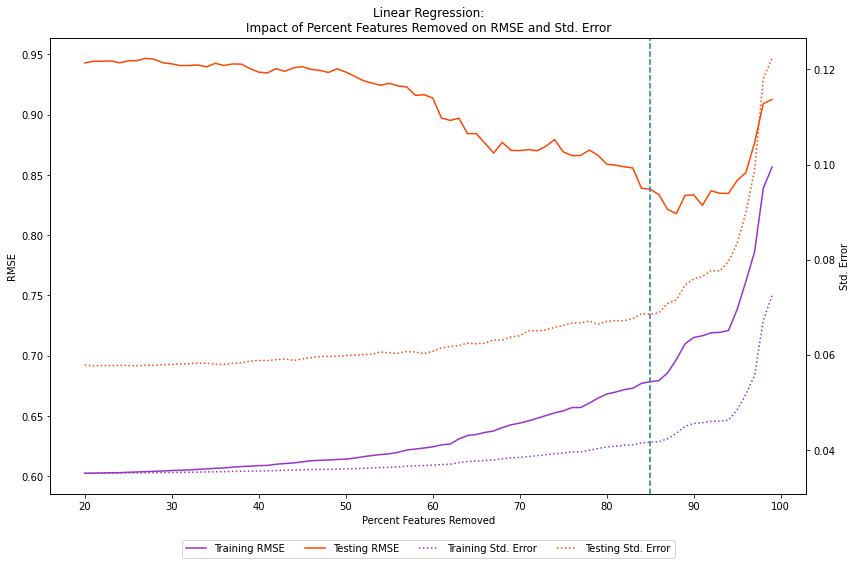 Linear Regression:
Impact of Percent Features Removed on RMSE and Std. Error
0.95
0.90
0.85
0.80
0.75
0.70
0.65
0.60
RMSE
0.12
0.10
0.08
0.06
0.04
Std. Error
20 30 40 50 60 70 80 90 100
Percent Features Removed
Training RMSE Testing RMSE Training Std. Error Testing Std. Error